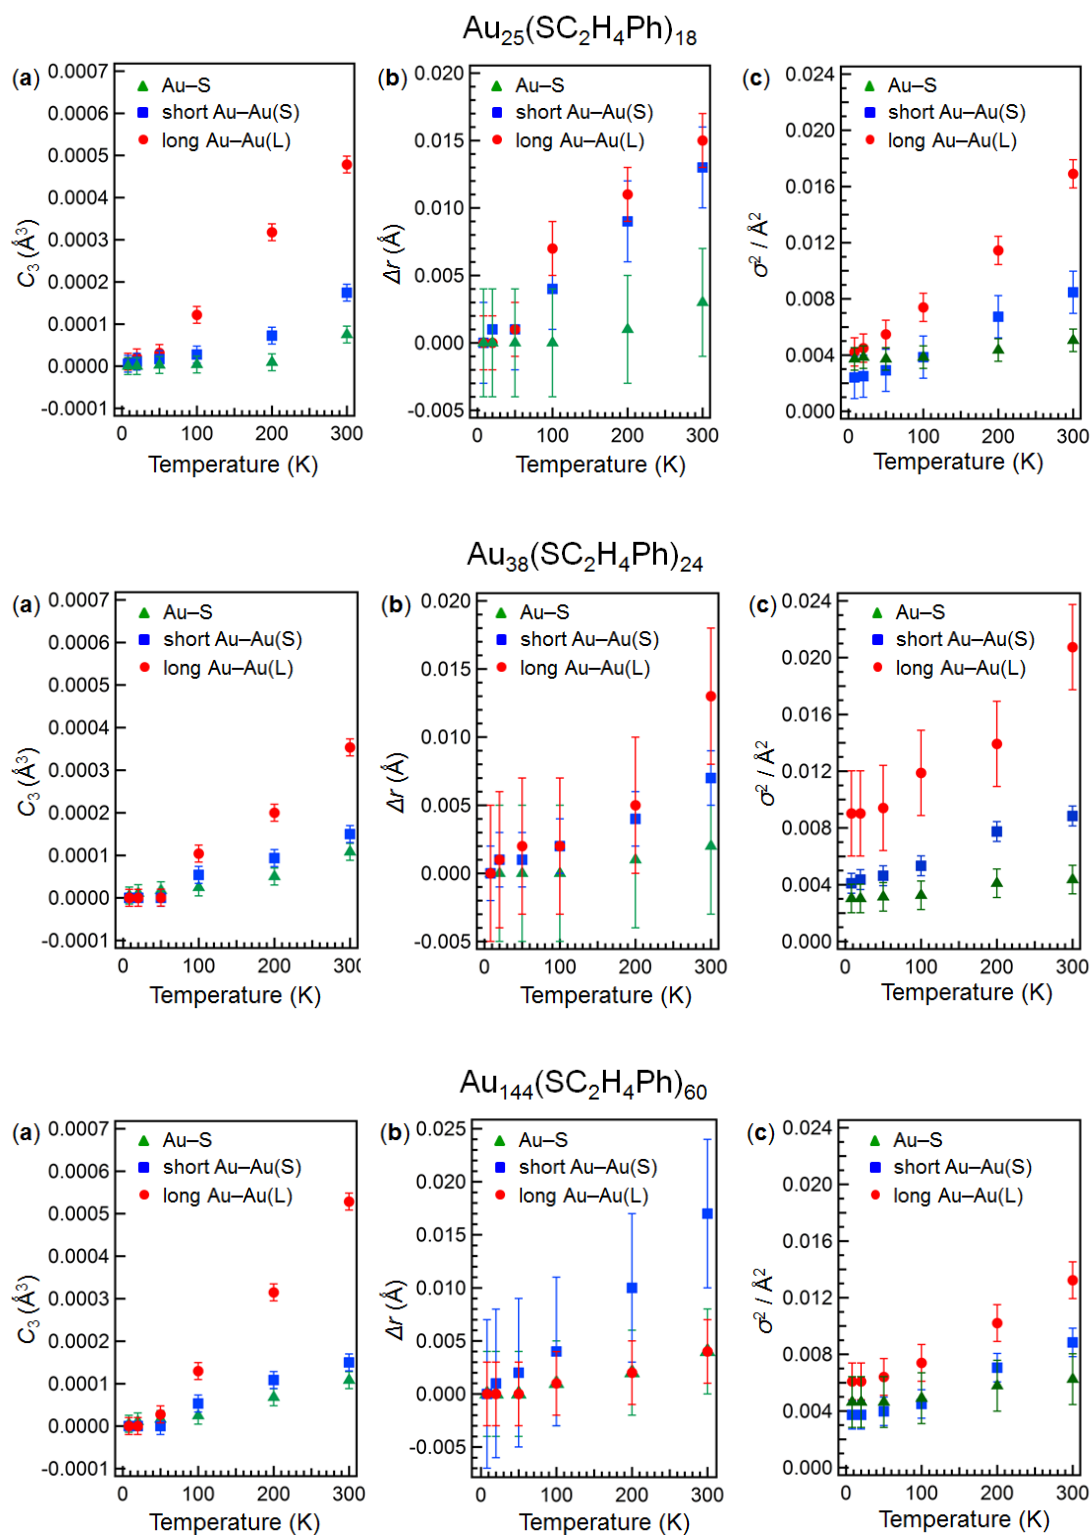 Au25(SC2H4Ph)18
(a)
0.0007
0.0006
0.0005
0.0004
0.0003
0.0002
0.0001
0.0000
-0.0001
C3 (Å3)
Au–S
short Au–Au(S)
long Au–Au(L)
0 100 200 300
Temperature (K)
(b)
0.020
0.015
0.010
0.005
0.000
-0.005
Δr (Å)
Au–S
short Au–Au(S)
long Au–Au(L)
0 100 200 300
Temperature (K)
(c)
0.024
0.020
0.016
0.012
0.008
0.004
0.000
σ2 / Å2
Au–S
short Au–Au(S)
long Au–Au(L)
0 100 200 300
Temperature (K)
Au38(SC2H4Ph)24
(a)
0.0007
0.0006
0.0005
0.0004
0.0003
0.0002
0.0001
0.0000
-0.0001
C3 (Å3)
Au–S
short Au–Au(S)
long Au–Au(L)
0 100 200 300
Temperature (K)
(b)
0.020
0.015
0.010
0.005
0.000
-0.005
Δr (Å)
Au–S
short Au–Au(S)
long Au–Au(L)
0 100 200 300
Temperature (K)
(c)
0.024
0.020
0.016
0.012
0.008
0.004
0.000
σ2 / Å2
Au–S
short Au–Au(S)
long Au–Au(L)
0 100 200 300
Temperature (K)
Au144(SC2H4Ph)60
(a)
0.0007
0.0006
0.0005
0.0004
0.0003
0.0002
0.0001
0.0000
-0.0001
C3 (Å3)
Au–S
short Au–Au(S)
long Au–Au(L)
0 100 200 300
Temperature (K)
(b)
0.025
0.020
0.015
0.010
0.005
0.000
-0.005
Δr (Å)
Au–S
short Au–Au(S)
long Au–Au(L)
0 100 200 300
Temperature (K)
(c)
0.024
0.020
0.016
0.012
0.008
0.004
0.000
σ2 / Å2
Au–S
short Au–Au(S)
long Au–Au(L)
0 100 200 300
Temperature (K)